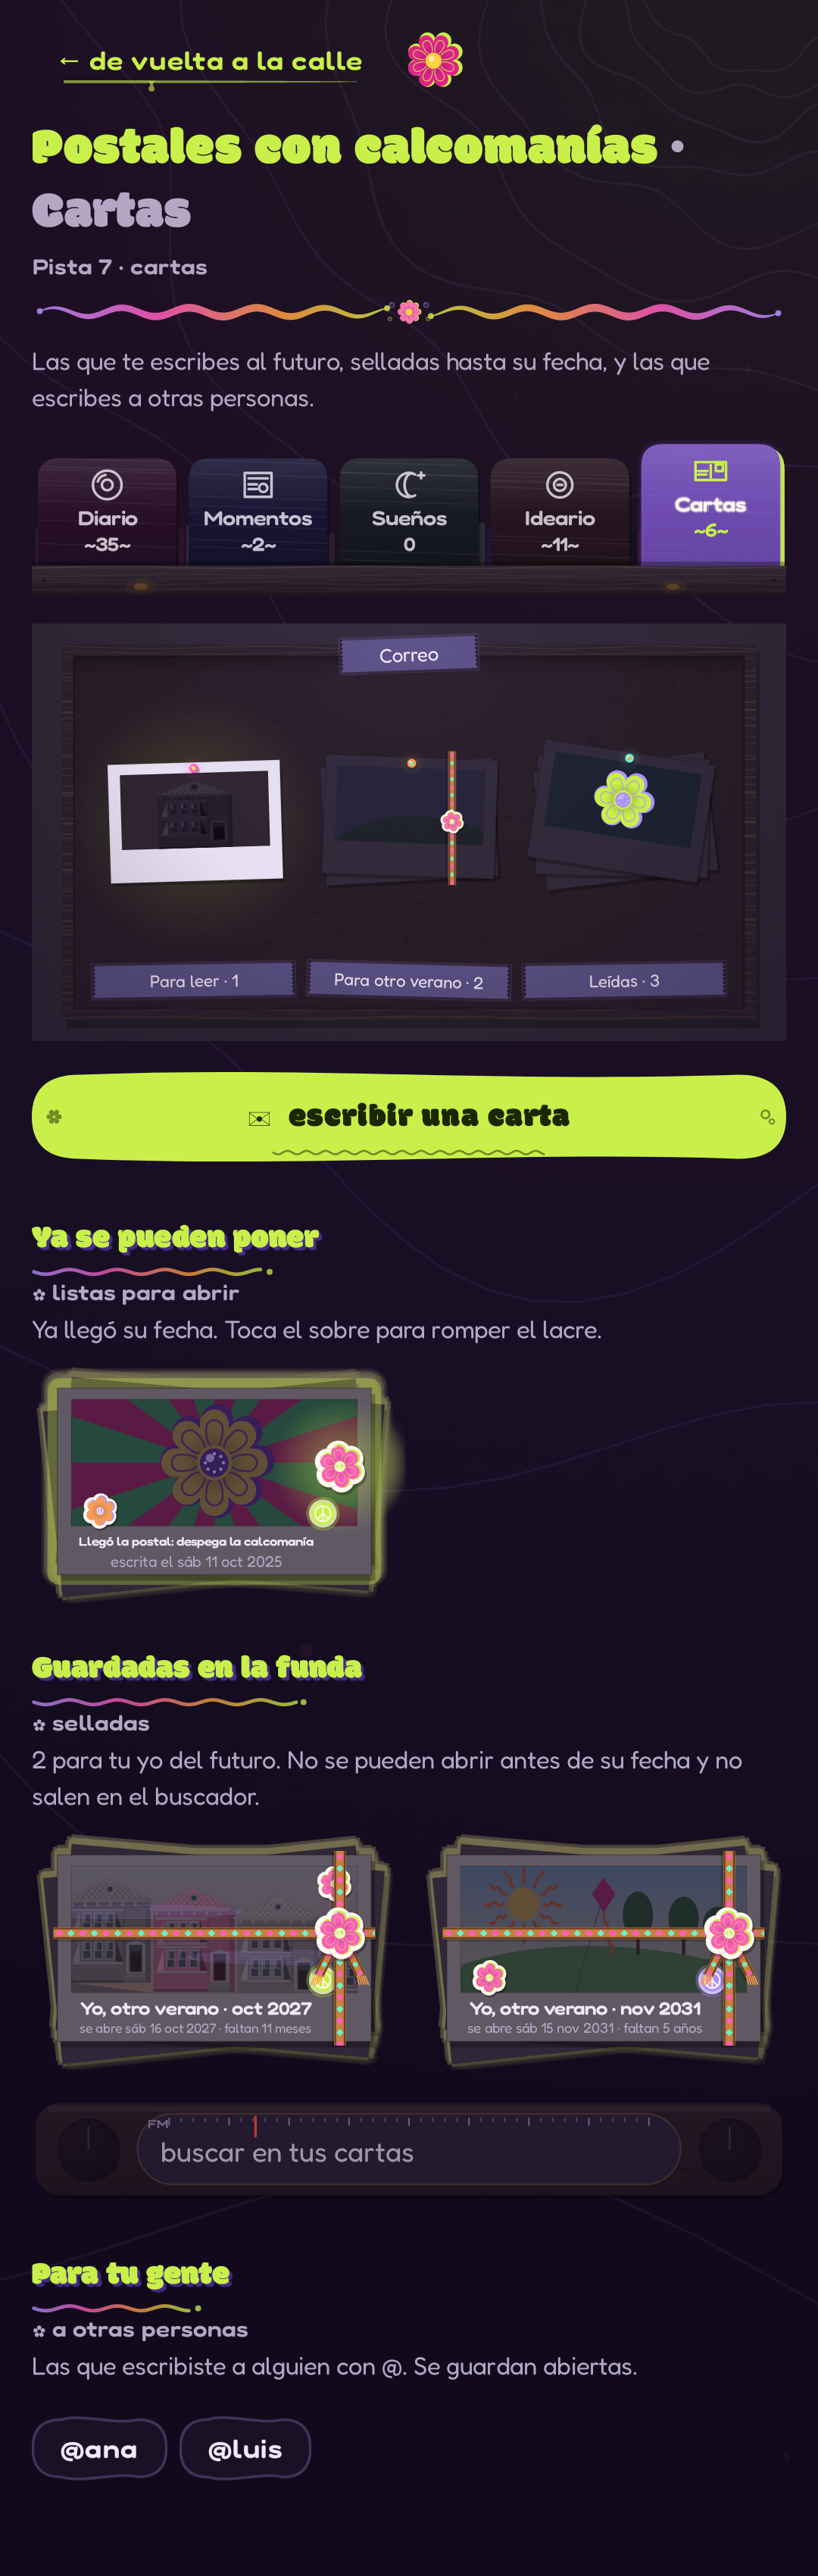 ← de vuelta a la calle
Postales con calcomanías ·
Cartas
Pista 7 · cartas
Las que te escribes al futuro, selladas hasta su fecha, y las que
escribes a otras personas.
Diario
~35~
Momentos
~2~
Sueños
0
Ideario
~11~
Cartas
~6~
Correo
Para leer · 1
Para otro verano · 2
Leídas · 3
escribir una carta
Ya se pueden poner
listas para abrir
Ya llegó su fecha. Toca el sobre para romper el lacre.
Llegó la postal: despega la calcomanía
escrita el sáb 11 oct 2025
Guardadas en la funda
selladas
2 para tu yo del futuro. No se pueden abrir antes de su fecha y no
salen en el buscador.
Yo, otro verano · oct 2027
se abre sáb 16 oct 2027 · faltan 11 meses
Yo, otro verano · nov 2031
se abre sáb 15 nov 2031 · faltan 5 años
FM
buscar en tus cartas
Para tu gente
a otras personas
Las que escribiste a alguien con @. Se guardan abiertas.
@ana
@luis